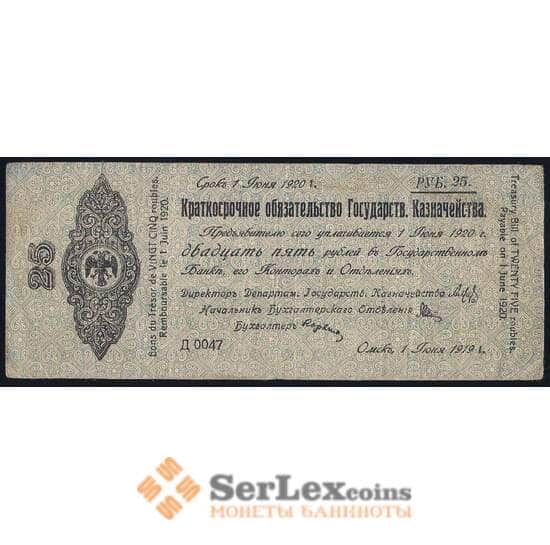 Срокъ 1 Июня 1920 г.
РУБ. 25.
Краткосрочное обязательство Государств. Казначейства.
Предъявителю сего уплачивается 1 Июня 1920 г.
двадцать пять рублей въ Государственномъ
Банкѣ, его Конторахъ и Отдѣленіяхъ.
Директоръ Департам. Государств. Казначейства
Начальникъ Бухгалтерскаго Отдѣленія
Бухгалтеръ
Д 0047
Омскъ, 1 Июня 1919 г.
25
Bons du Trésor de VINGT CINQ roubles.
Remboursable le 1 Juin 1920.
Treasury Bill of TWENTY FIVE roubles.
Payable on 1 June 1920.
SerLexcoins
МОНЕТЫ БАНКНОТЫ